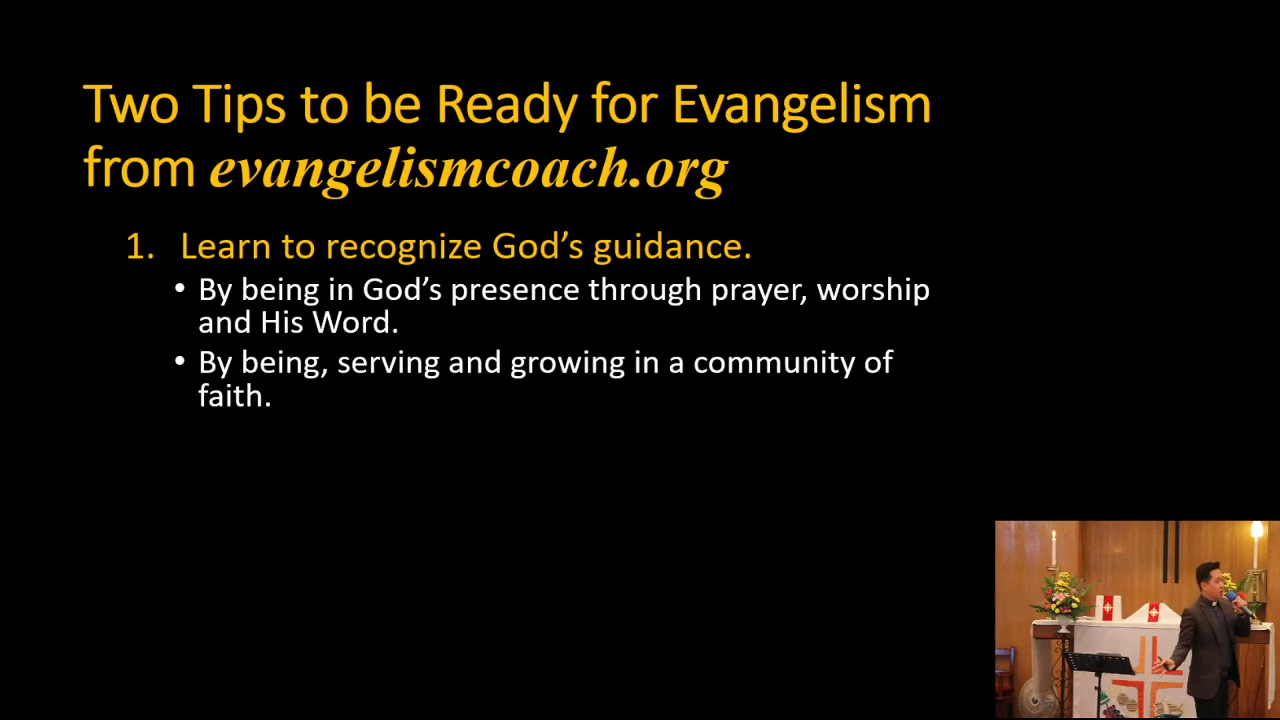 Two Tips to be Ready for Evangelism
from evangelismcoach.org
1. Learn to recognize God’s guidance.
• By being in God’s presence through prayer, worship
and His Word.
• By being, serving and growing in a community of
faith.